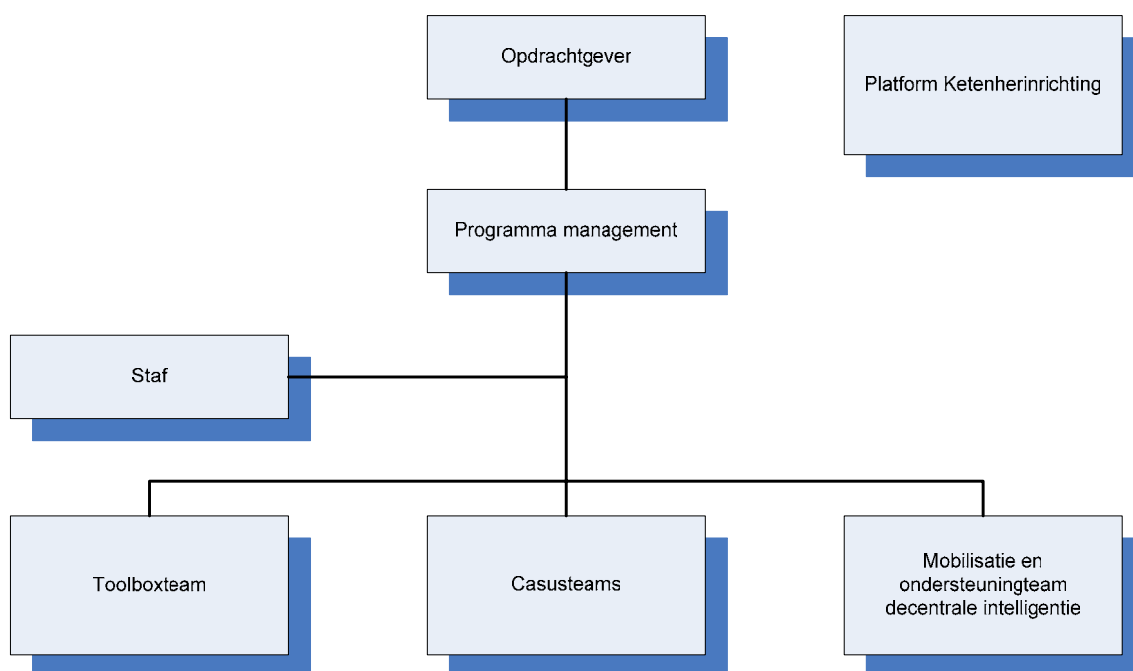 Opdrachtgever
Platform Ketenherinrichting
Programma management
Staf
Toolboxteam
Casusteams
Mobilisatie en
ondersteuningteam
decentrale intelligentie